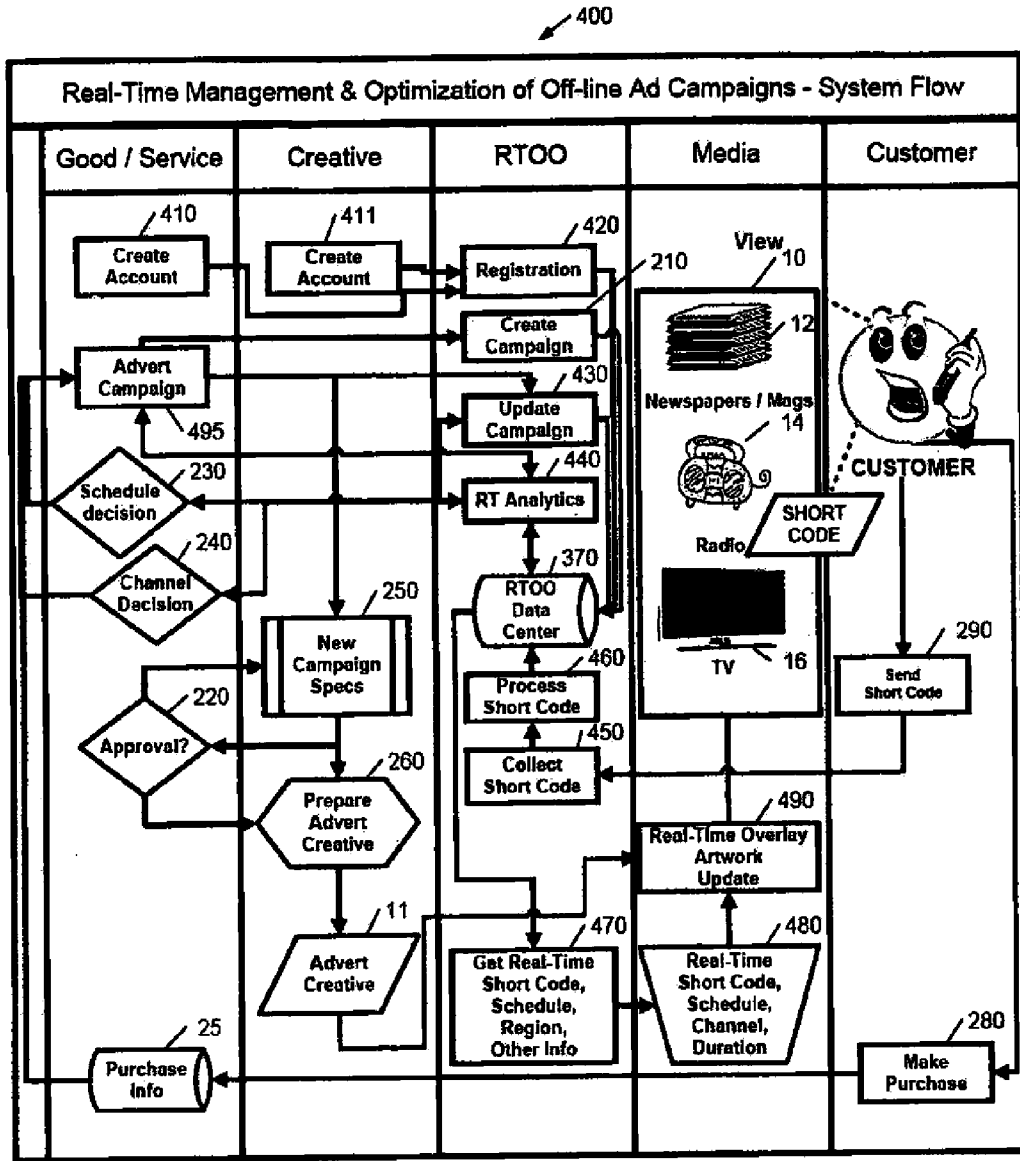 400
Real-Time Management & Optimization of Off-line Ad Campaigns - System Flow
Good / Service
Creative
RTOO
Media
Customer
410
Create
Account
411
Create
Account
420
Registration
210
Create
Campaign
View
10
12
Newspapers / Mags
14
Radio
SHORT
CODE
16
TV
CUSTOMER
Advert
Campaign
495
430
Update
Campaign
230
Schedule
decision
440
RT Analytics
240
Channel
Decision
370
RTOO
Data
Center
250
New
Campaign
Specs
460
Process
Short Code
290
Send
Short Code
220
Approval?
450
Collect
Short Code
260
Prepare
Advert
Creative
490
Real-Time Overlay
Artwork
Update
11
Advert
Creative
470
Get Real-Time
Short Code,
Schedule,
Region,
Other Info
480
Real-Time
Short Code,
Schedule,
Channel,
Duration
25
Purchase
Info
280
Make
Purchase